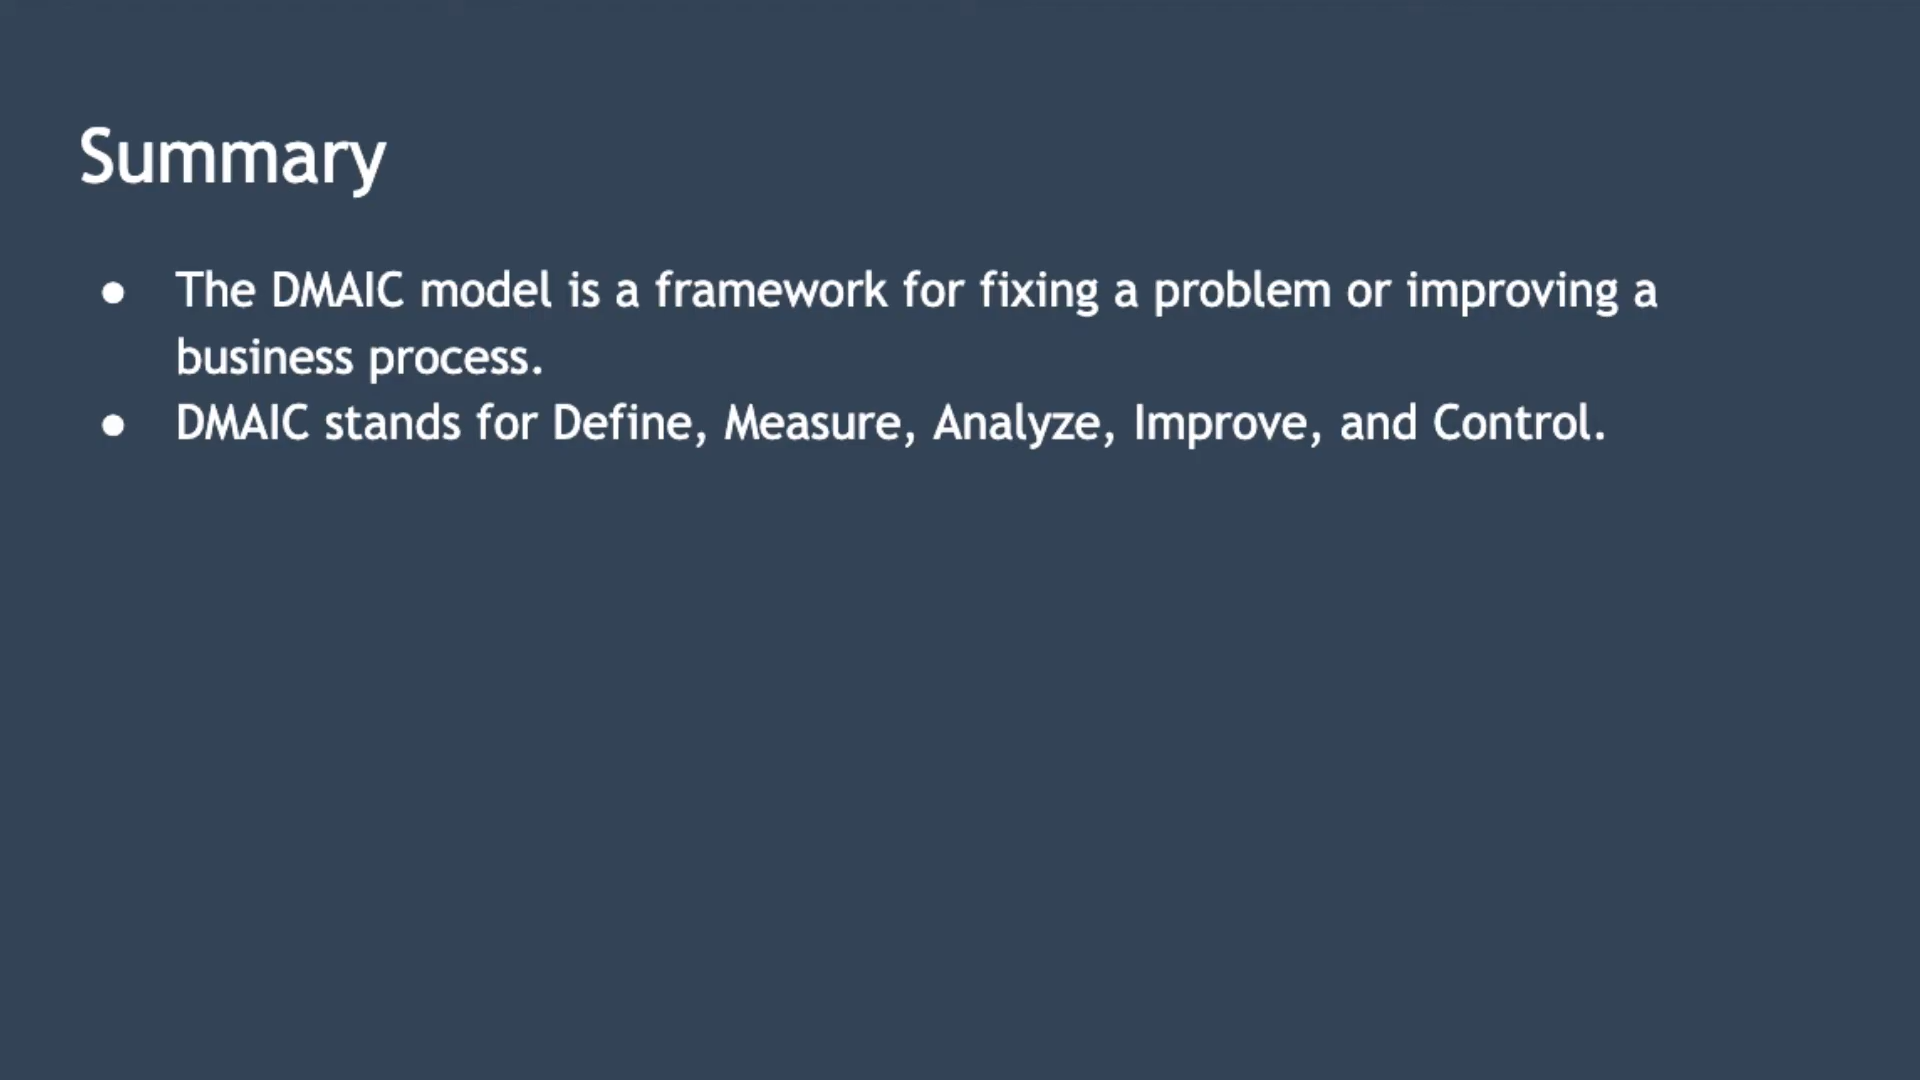 Summary
● The DMAIC model is a framework for fixing a problem or improving a
business process.
● DMAIC stands for Define, Measure, Analyze, Improve, and Control.